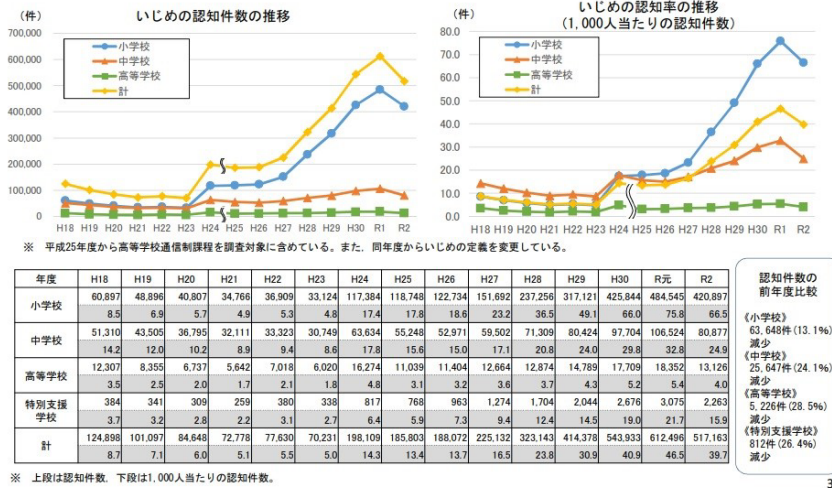 いじめの認知件数の推移
(件)
700,000
600,000
500,000
400,000
300,000
200,000
100,000
0
小学校
中学校
高等学校
計
H18 H19 H20 H21 H22 H23 H24 H25 H26 H27 H28 H29 H30 R1 R2
いじめの認知率の推移
(1,000人当たりの認知件数)
(件)
80.0
70.0
60.0
50.0
40.0
30.0
20.0
10.0
0.0
小学校
中学校
高等学校
計
H18 H19 H20 H21 H22 H23 H24 H25 H26 H27 H28 H29 H30 R1 R2
※ 平成25年度から高等学校通信制課程を調査対象に含めている。また、同年度からいじめの定義を変更している。
年度 H18 H19 H20 H21 H22 H23 H24 H25 H26 H27 H28 H29 H30 R元 R2
小学校 60,897 48,896 40,807 34,766 36,909 33,124 117,384 118,748 122,734 151,692 237,256 317,121 425,844 484,545 420,897
8.5 6.9 5.7 4.9 5.3 4.8 17.4 17.8 18.6 23.2 36.5 49.1 66.0 75.8 66.5
中学校 51,310 43,505 36,795 32,111 33,323 30,749 63,634 55,248 52,971 59,502 71,309 80,424 97,704 106,524 80,877
14.2 12.0 10.2 8.9 9.4 8.6 17.8 15.6 15.0 17.1 20.8 24.0 29.8 32.8 24.9
高等学校 12,307 8,355 6,737 5,642 7,018 6,020 16,274 11,039 11,404 12,664 12,874 14,789 17,709 18,352 13,126
3.5 2.5 2.0 1.7 2.1 1.8 4.8 3.1 3.2 3.6 3.7 4.3 5.2 5.4 4.0
特別支援
学校 384 341 309 259 380 338 817 768 963 1,274 1,704 2,044 2,676 3,075 2,263
3.7 3.2 2.8 2.2 3.1 2.7 6.4 5.9 7.3 9.4 12.4 14.5 19.0 21.7 15.9
計 124,898 101,097 84,648 72,778 77,630 70,231 198,109 185,803 188,072 225,132 323,143 414,378 543,933 612,496 517,163
8.7 7.1 6.0 5.1 5.5 5.0 14.3 13.4 13.7 16.5 23.8 30.9 40.9 46.5 39.7
認知件数の
前年度比較
《小学校》
63,648件(13.1%)
減少
《中学校》
25,647件(24.1%)
減少
《高等学校》
5,226件(28.5%)
減少
《特別支援学校》
812件(26.4%)
減少
※ 上段は認知件数、下段は1,000人当たりの認知件数。
3